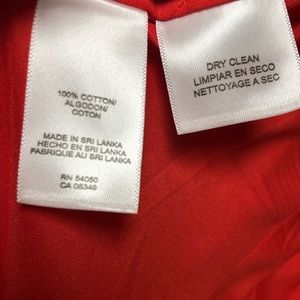 100% COTTON/
ALGODON/
COTON
MADE IN SRI LANKA
HECHO EN SRI LANKA
FABRIQUE AU SRI LANKA
RN 54050
CA 06349
DRY CLEAN
LIMPIAR EN SECO
NETTOYAGE A SEC